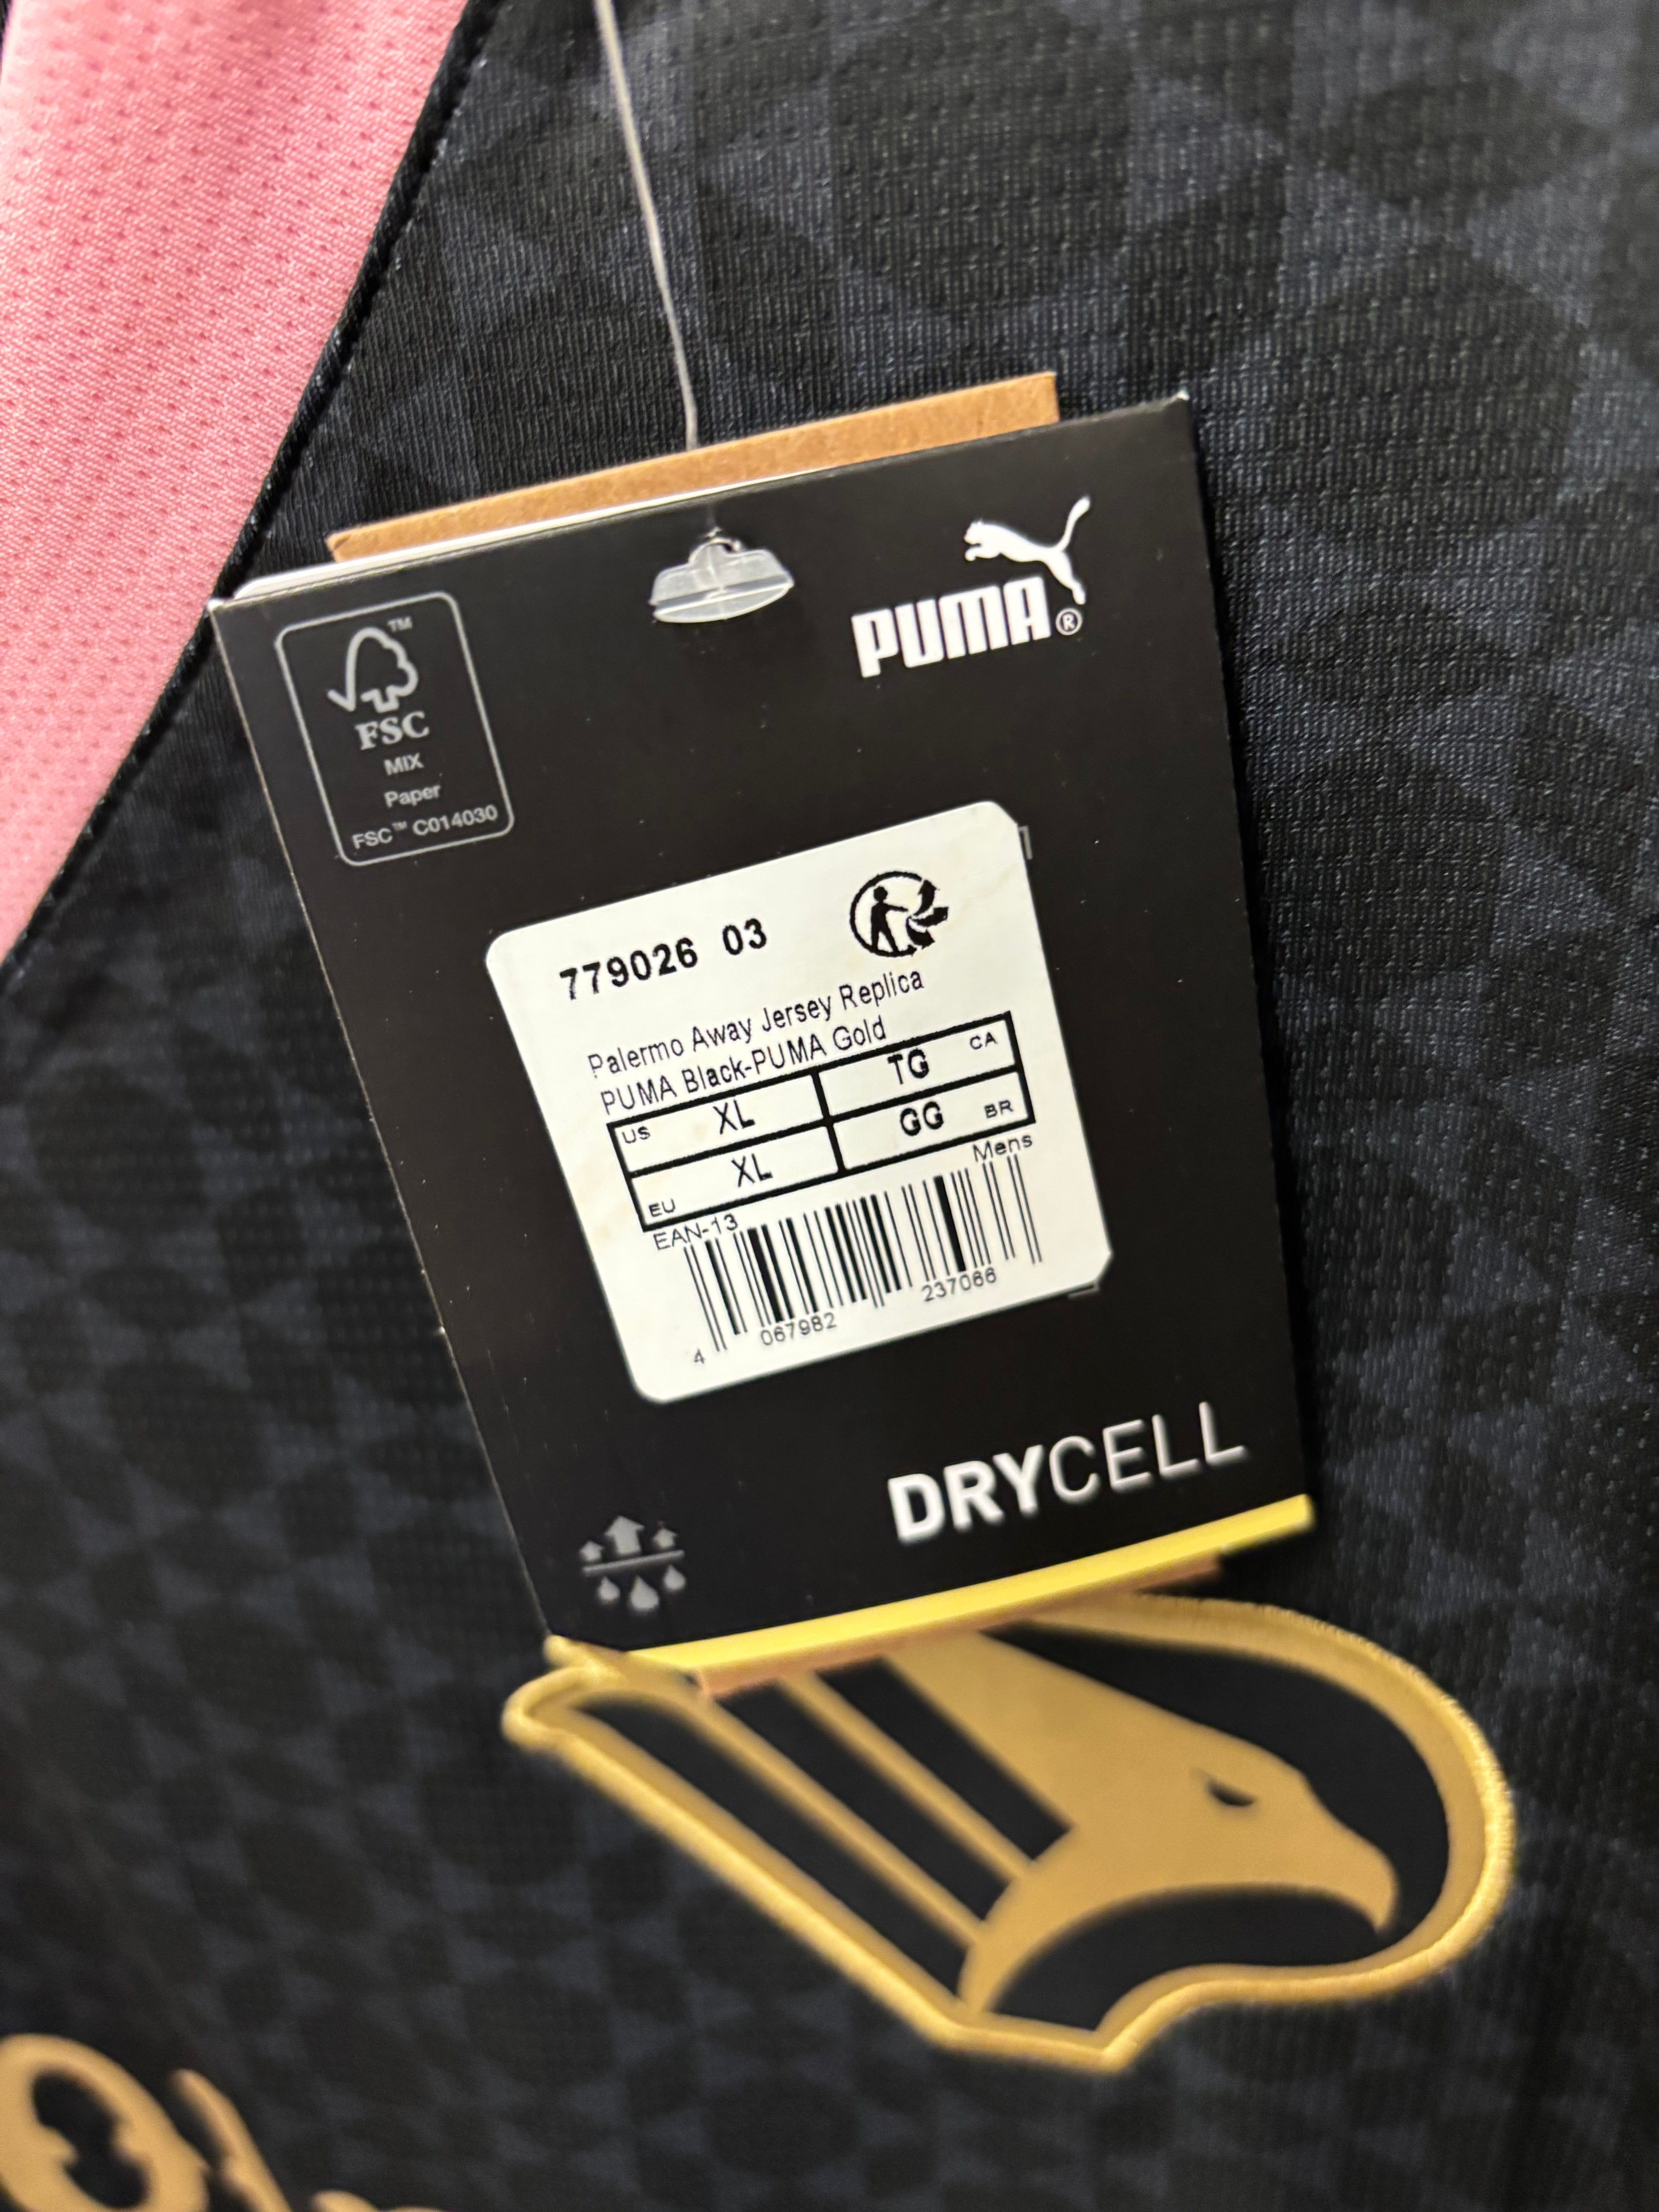 PUMA®
FSC™
MIX
Paper
FSC™ C014030
779026 03
Palermo Away Jersey Replica
PUMA Black-PUMA Gold
US XL TG CA
EU XL GG BR
Mens
EAN-13
4 067982 237066
DRYCELL